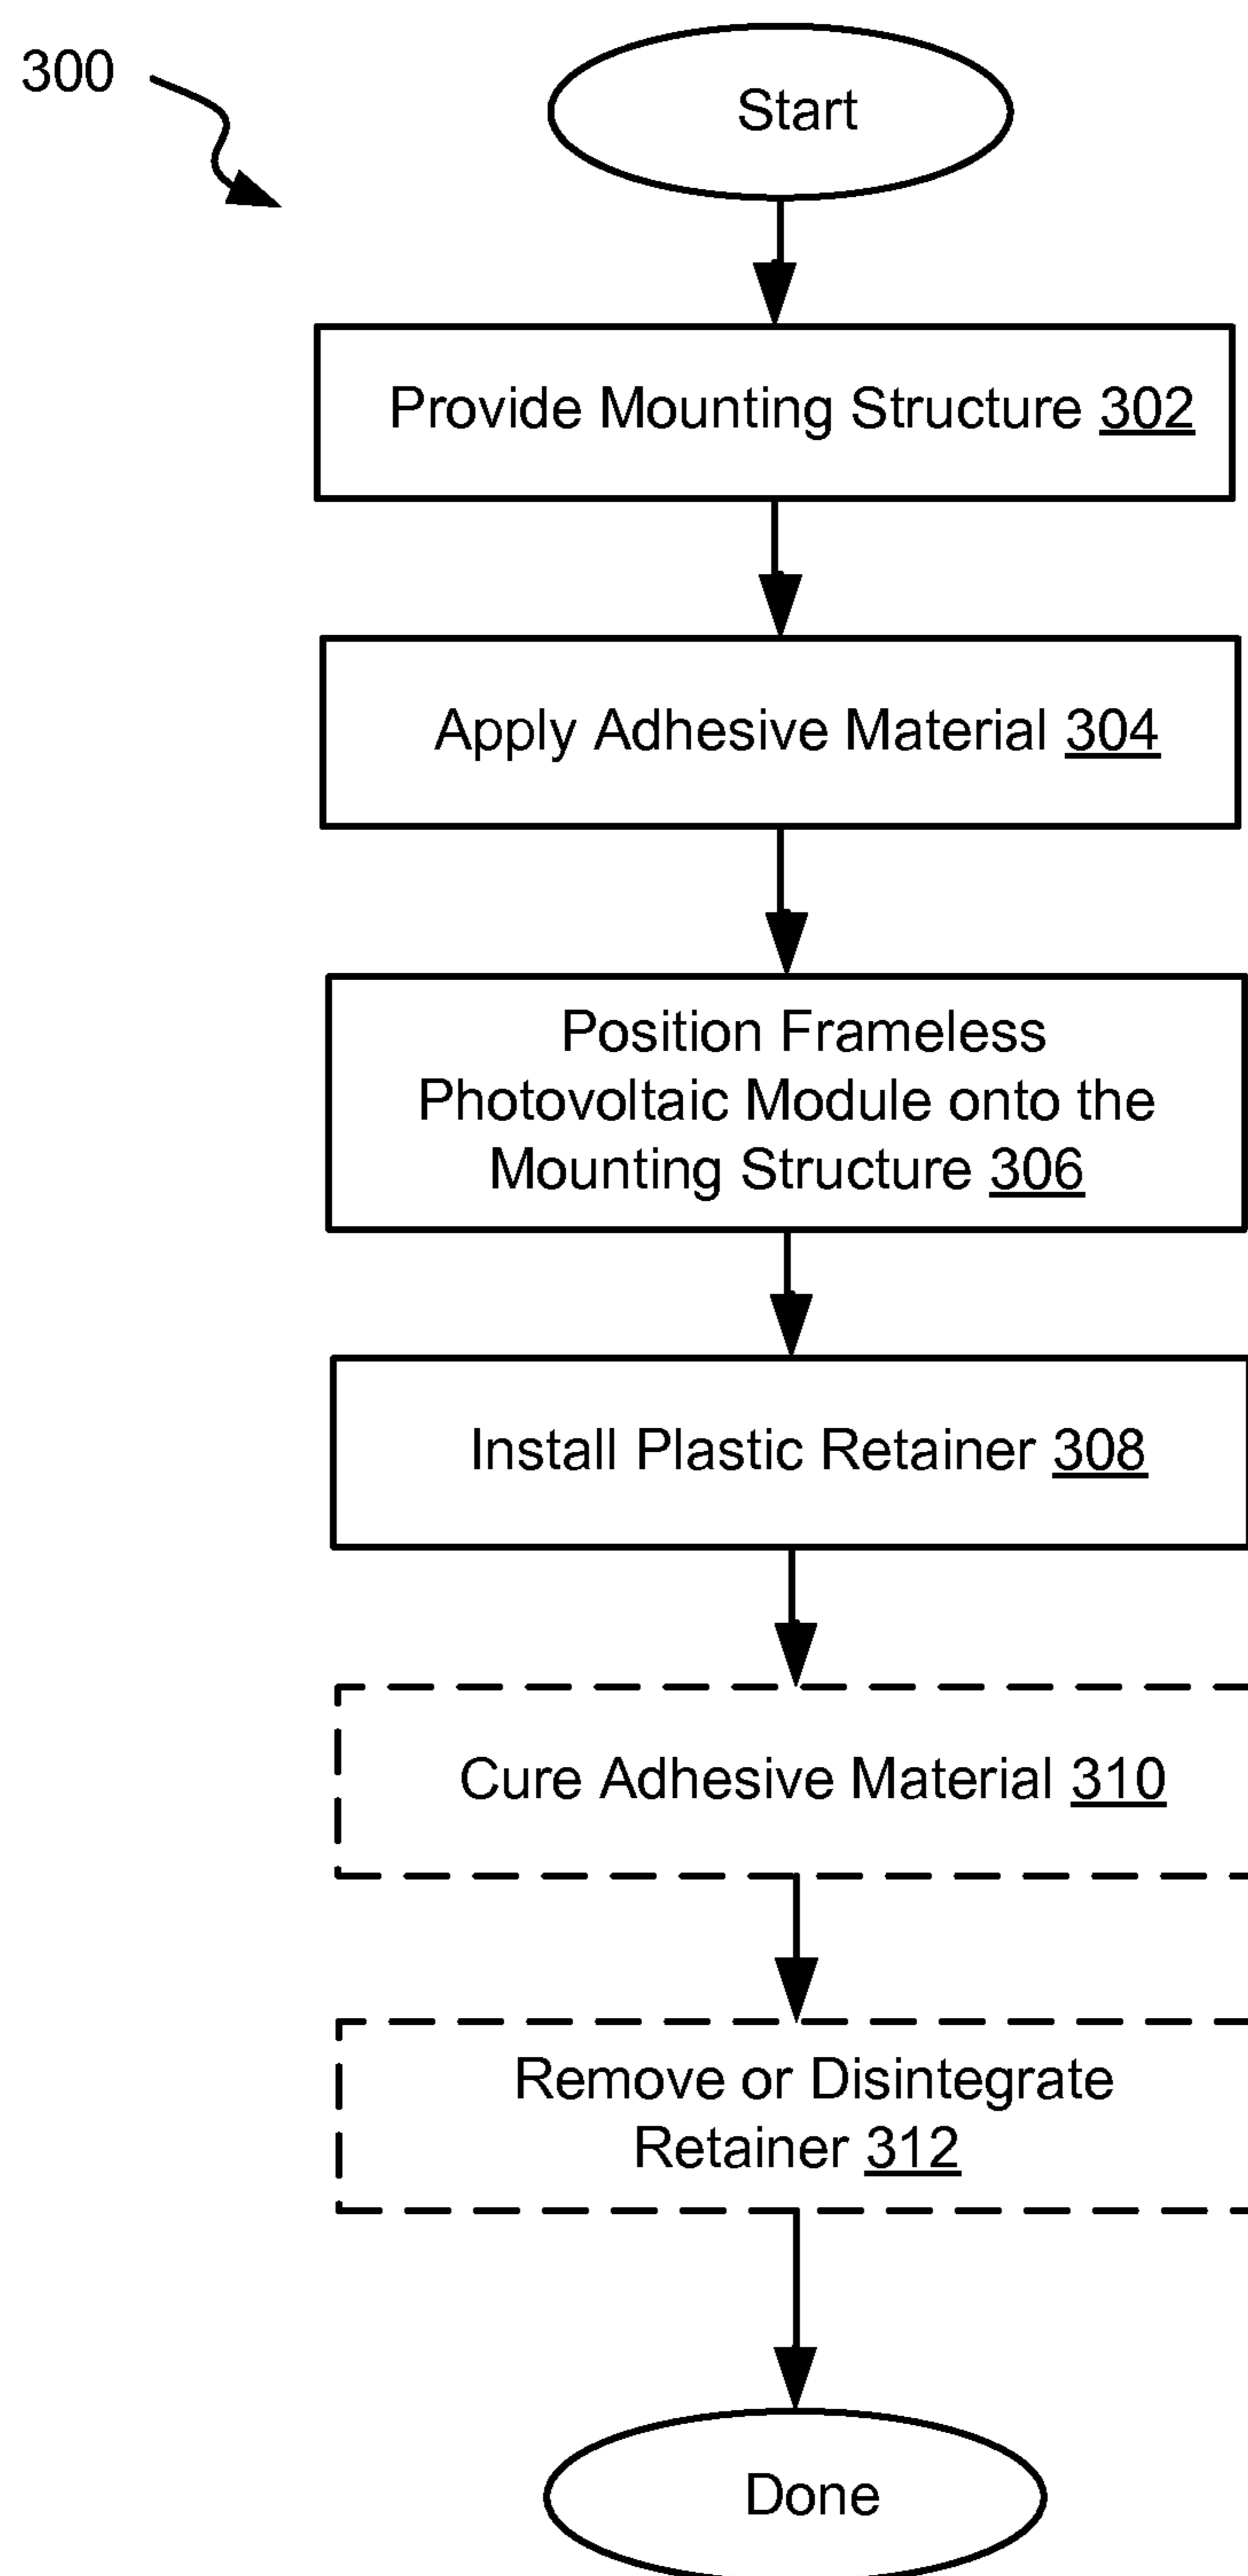 300
Start
Provide Mounting Structure 302
Apply Adhesive Material 304
Position Frameless
Photovoltaic Module onto the
Mounting Structure 306
Install Plastic Retainer 308
Cure Adhesive Material 310
Remove or Disintegrate
Retainer 312
Done